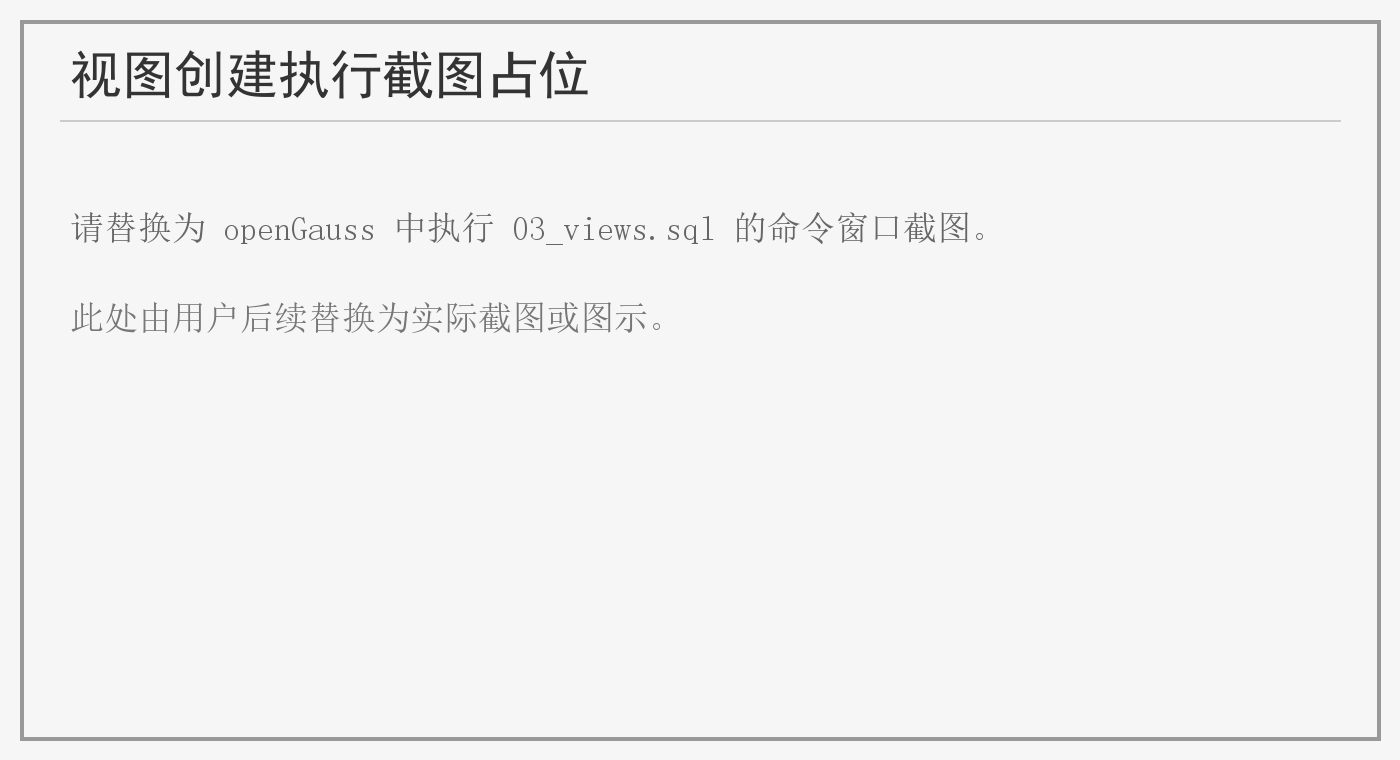 视图创建执行截图占位
请替换为 openGauss 中执行 03_views.sql 的命令窗口截图。
此处由用户后续替换为实际截图或图示。